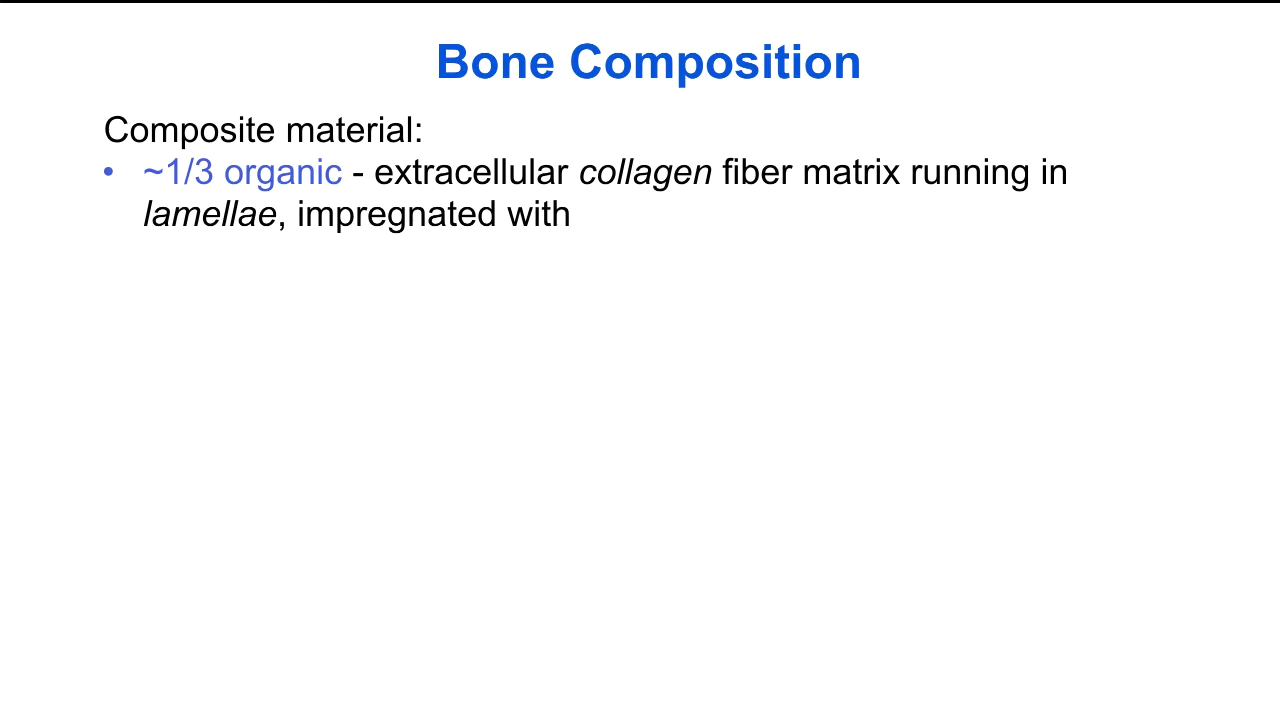 Bone Composition
Composite material:
• ~1/3 organic - extracellular collagen fiber matrix running in
lamellae, impregnated with